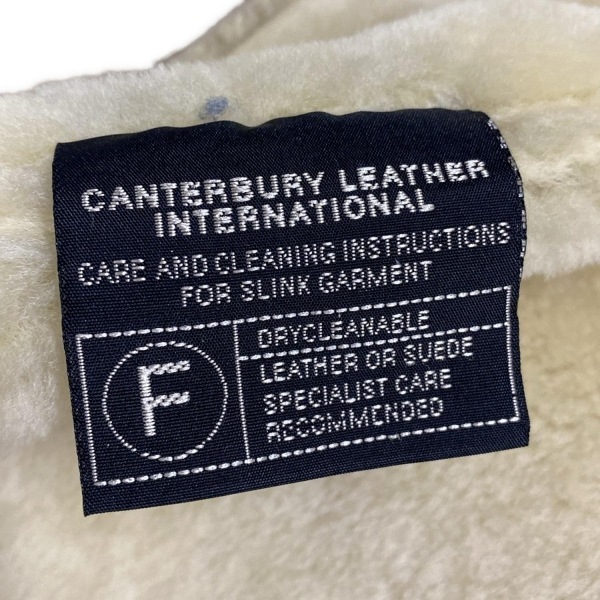 CANTERBURY LEATHER
INTERNATIONAL
CARE AND CLEANING INSTRUCTIONS
FOR SLINK GARMENT
F
DRYCLEANABLE
LEATHER OR SUEDE
SPECIALIST CARE
RECOMMENDED